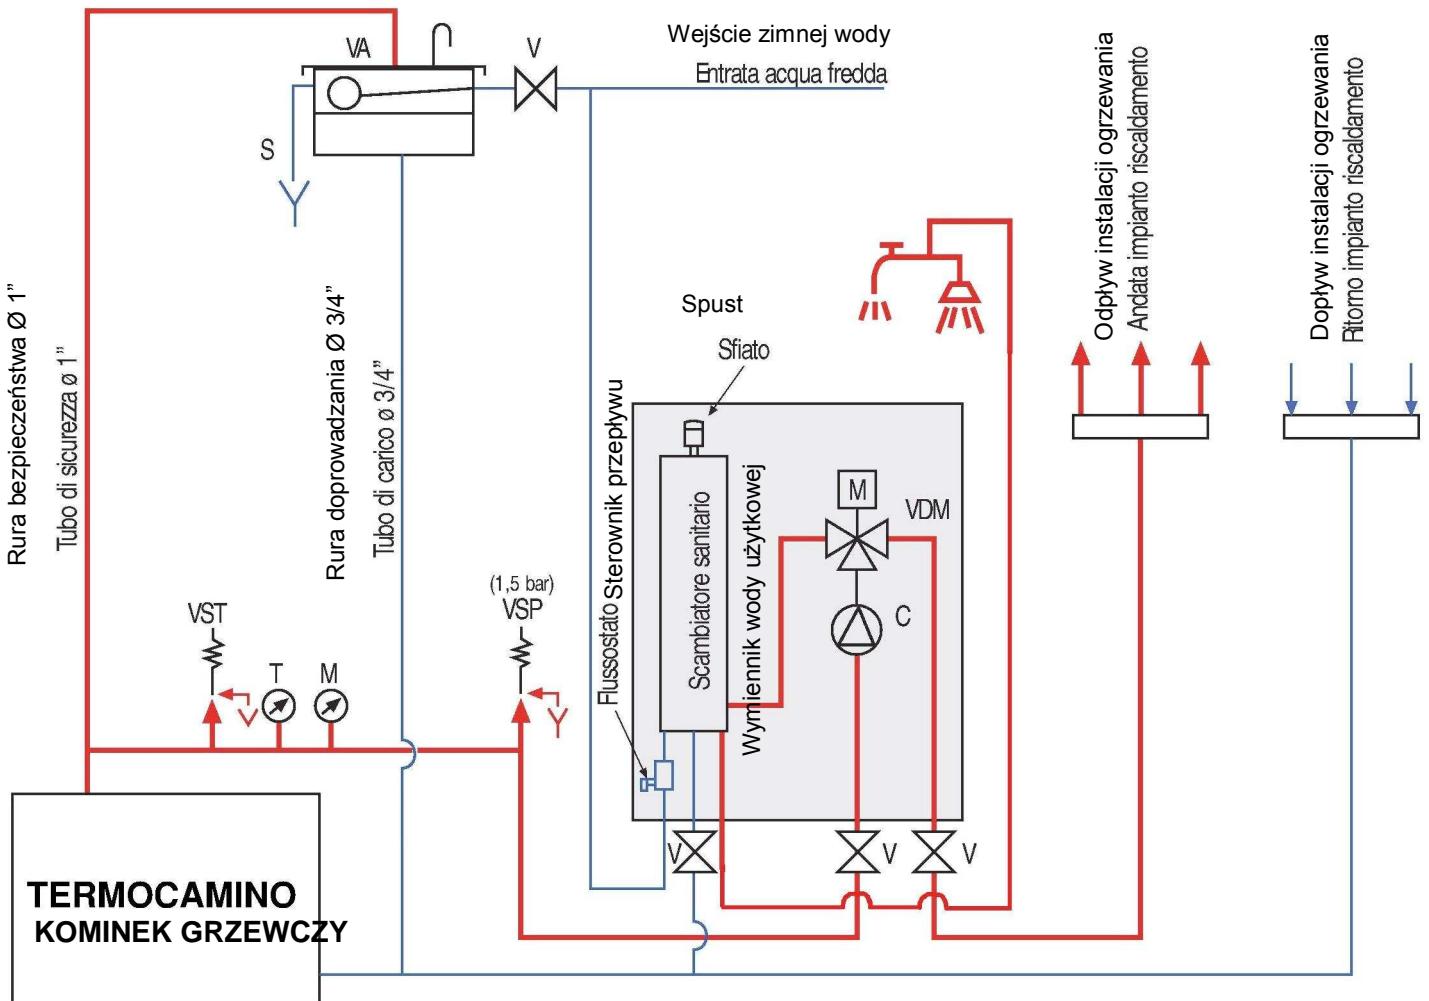 Wejście zimnej wody
Entrata acqua fredda
VA
V
S
Rura bezpieczeństwa Ø 1”
Tubo di sicurezza ø 1”
Rura doprowadzania Ø 3/4”
Tubo di carico ø 3/4”
Odpływ instalacji ogrzewania
Andata impianto riscaldamento
Dopływ instalacji ogrzewania
Ritorno impianto riscaldamento
Spust
Sfiato
Flussostato Sterownik przepływu
Scambiatore sanitario
Wymiennik wody użytkowej
M
VDM
C
VST
T
M
(1,5 bar)
VSP
V
V
V
TERMOCAMINO
KOMINEK GRZEWCZY